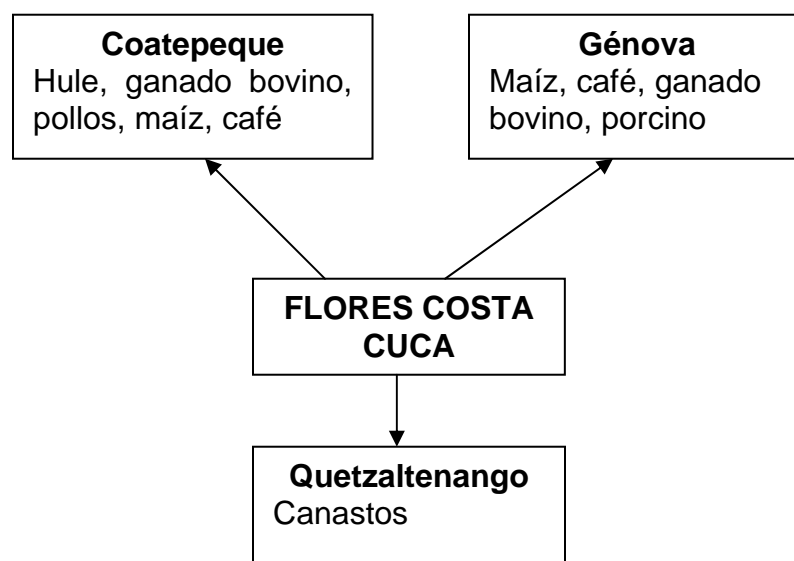 Coatepeque
Hule, ganado bovino,
pollos, maíz, café
Génova
Maíz, café, ganado
bovino, porcino
FLORES COSTA
CUCA
Quetzaltenango
Canastos